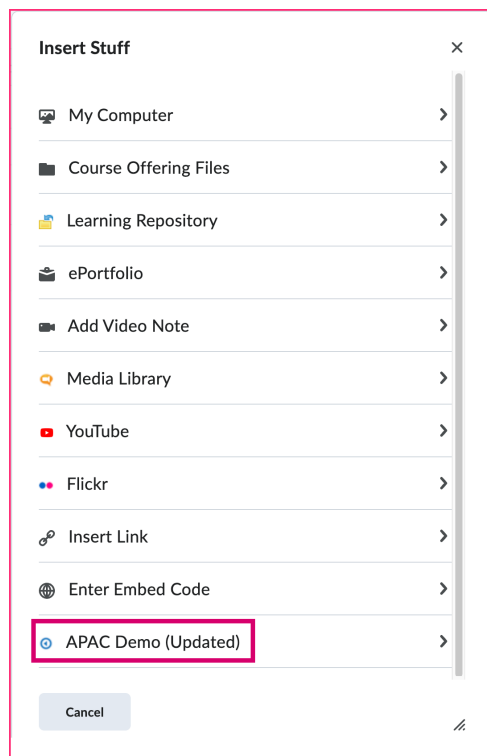 Insert Stuff
My Computer
Course Offering Files
Learning Repository
ePortfolio
Add Video Note
Media Library
YouTube
Flickr
Insert Link
Enter Embed Code
APAC Demo (Updated)
Cancel